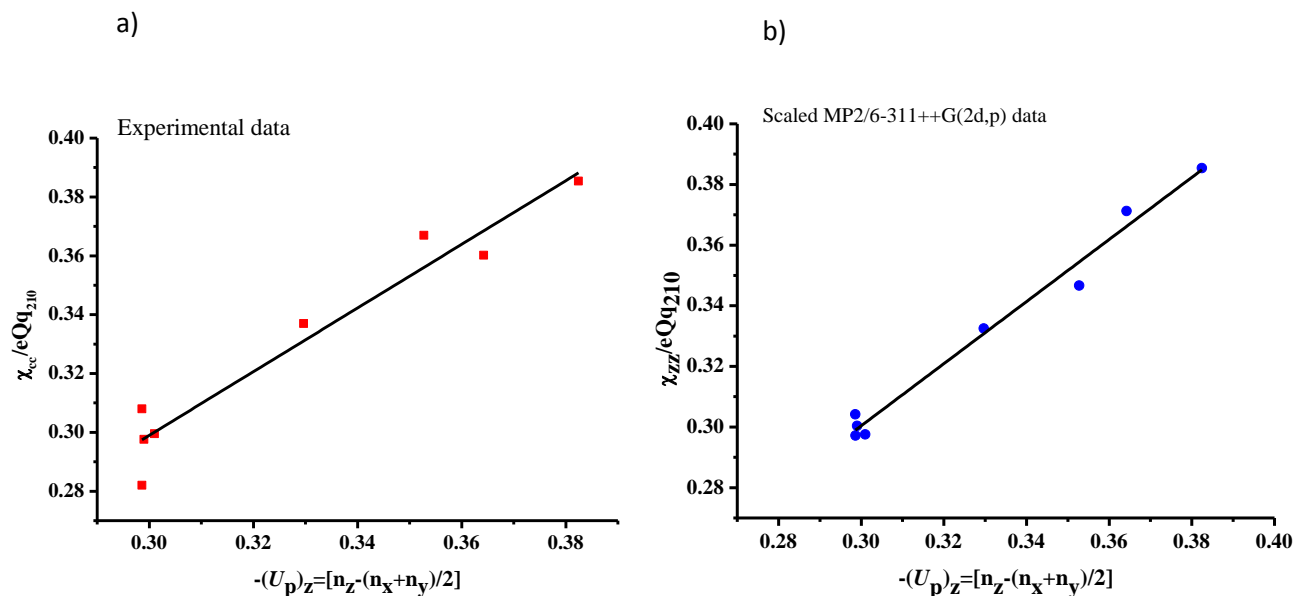 a)
Experimental data
0.40
0.38
0.36
0.34
0.32
0.30
0.28
χcc/eQq210
0.30 0.32 0.34 0.36 0.38
-(Up)z=[nz-(nx+ny)/2]
b)
Scaled MP2/6-311++G(2d,p) data
0.40
0.38
0.36
0.34
0.32
0.30
0.28
χzz/eQq210
0.28 0.30 0.32 0.34 0.36 0.38 0.40
-(Up)z=[nz-(nx+ny)/2]